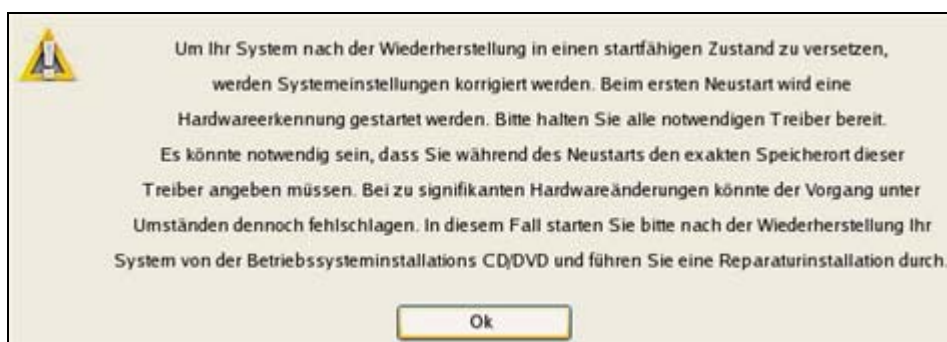 Um Ihr System nach der Wiederherstellung in einen startfähigen Zustand zu versetzen,
werden Systemeinstellungen korrigiert werden. Beim ersten Neustart wird eine
Hardwareerkennung gestartet werden. Bitte halten Sie alle notwendigen Treiber bereit.
Es könnte notwendig sein, dass Sie während des Neustarts den exakten Speicherort dieser
Treiber angeben müssen. Bei zu signifikanten Hardwareänderungen könnte der Vorgang unter
Umständen dennoch fehlschlagen. In diesem Fall starten Sie bitte nach der Wiederherstellung Ihr
System von der Betriebssysteminstallations CD/DVD und führen Sie eine Reparaturinstallation durch.
Ok